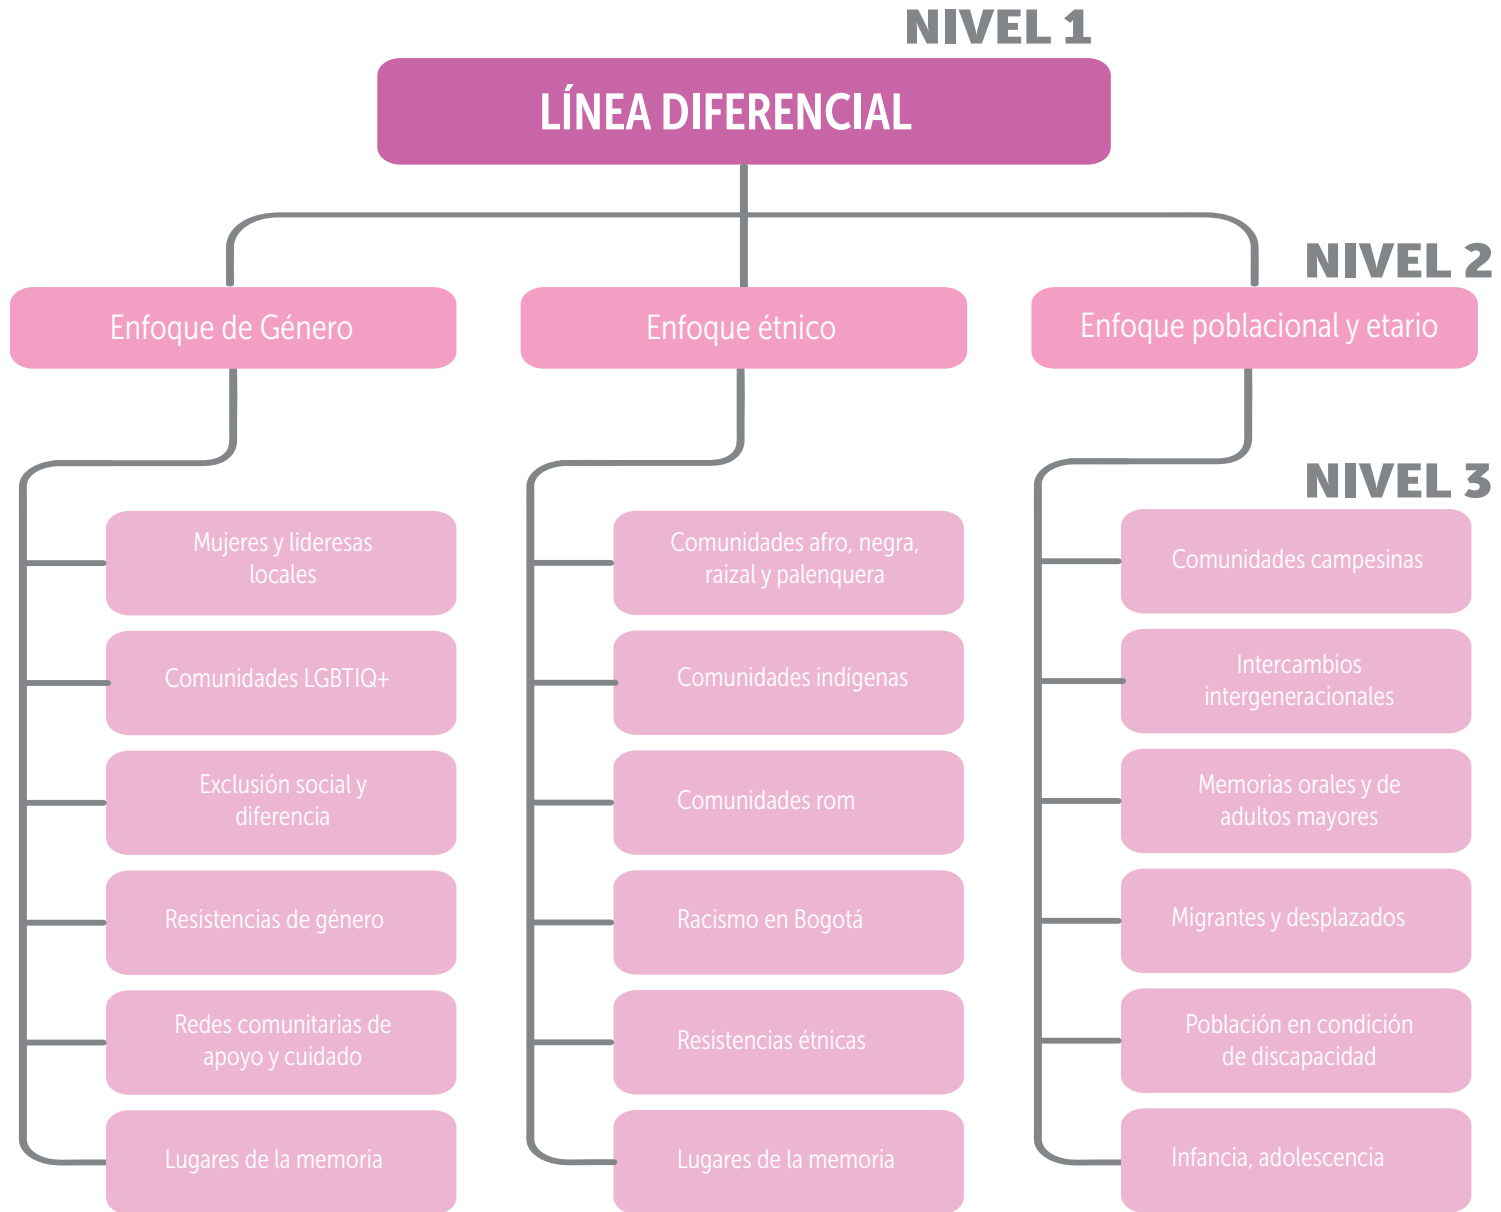 NIVEL 1
LÍNEA DIFERENCIAL
NIVEL 2
Enfoque de Género
Enfoque étnico
Enfoque poblacional y etario
NIVEL 3
Mujeres y lideresas
locales
Comunidades LGBTIQ+
Exclusión social y
diferencia
Resistencias de género
Redes comunitarias de
apoyo y cuidado
Lugares de la memoria
Comunidades afro, negra,
raizal y palenquera
Comunidades indígenas
Comunidades rom
Racismo en Bogotá
Resistencias étnicas
Lugares de la memoria
Comunidades campesinas
Intercambios
intergeneracionales
Memorias orales y de
adultos mayores
Migrantes y desplazados
Población en condición
de discapacidad
Infancia, adolescencia